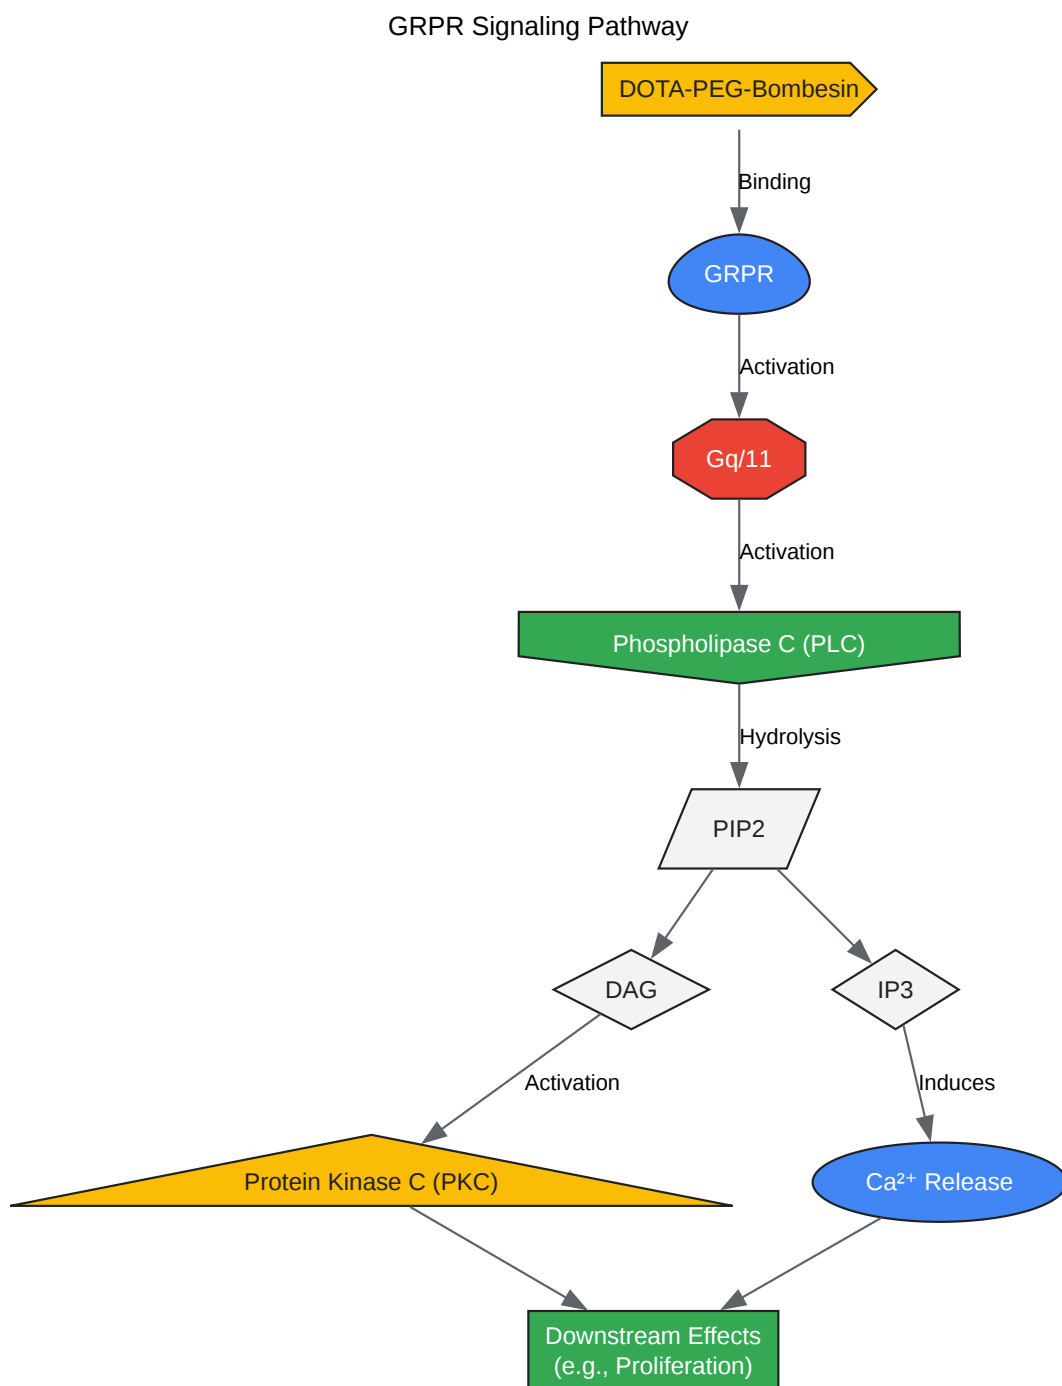 GRPR Signaling Pathway
DOTA-PEG-Bombesin
Binding
GRPR
Activation
Gq/11
Activation
Phospholipase C (PLC)
Hydrolysis
PIP2
DAG
IP3
Activation
Induces
Protein Kinase C (PKC)
Ca²⁺ Release
Downstream Effects
(e.g., Proliferation)